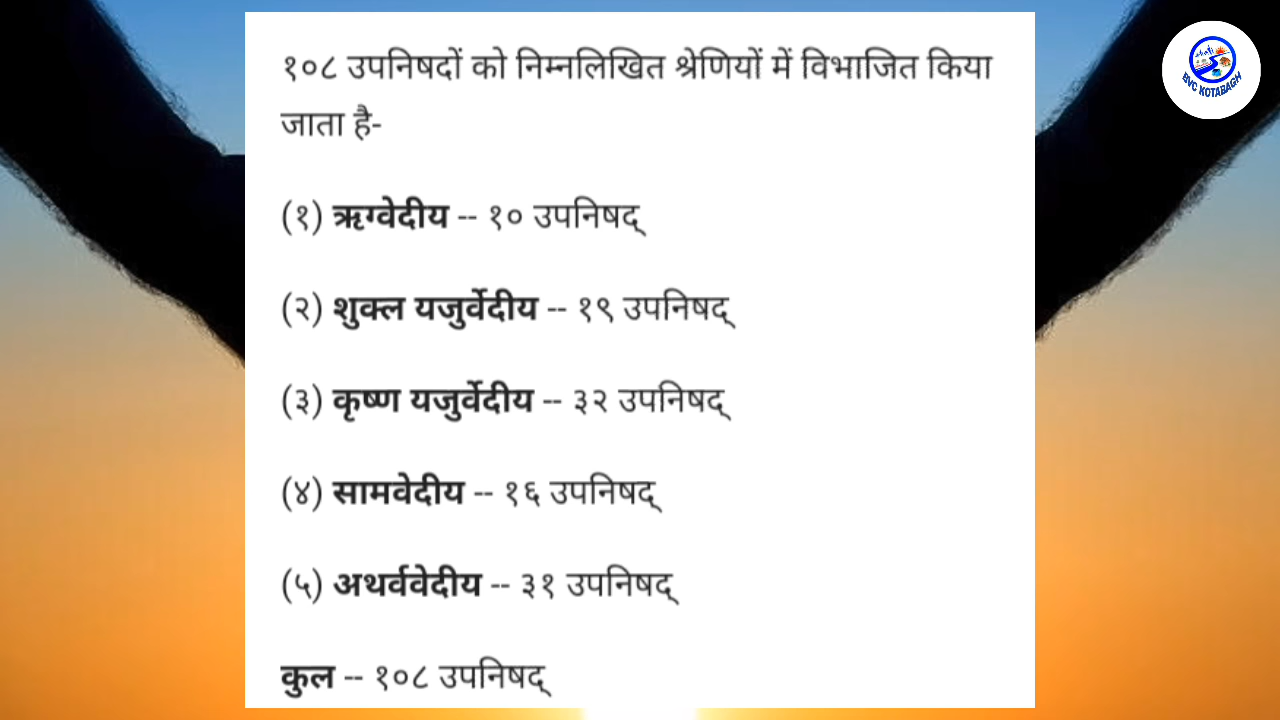 १०८ उपनिषदों को निम्नलिखित श्रेणियों में विभाजित किया
जाता है-
(१) ऋग्वेदीय -- १० उपनिषद्
(२) शुक्ल यजुर्वेदीय -- १९ उपनिषद्
(३) कृष्ण यजुर्वेदीय -- ३२ उपनिषद्
(४) सामवेदीय -- १६ उपनिषद्
(५) अथर्ववेदीय -- ३१ उपनिषद्
कुल -- १०८ उपनिषद्
BVC KOTABAGH